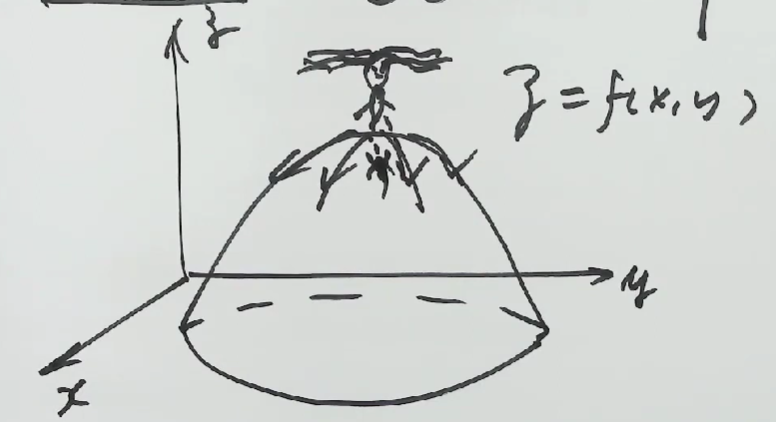 z
z = f(x, y)
y
x